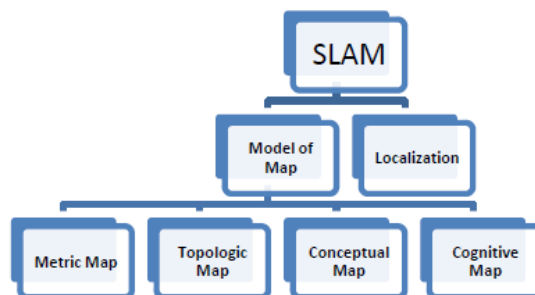 SLAM
Model of
Map
Localization
Metric Map
Topologic
Map
Conceptual
Map
Cognitive
Map